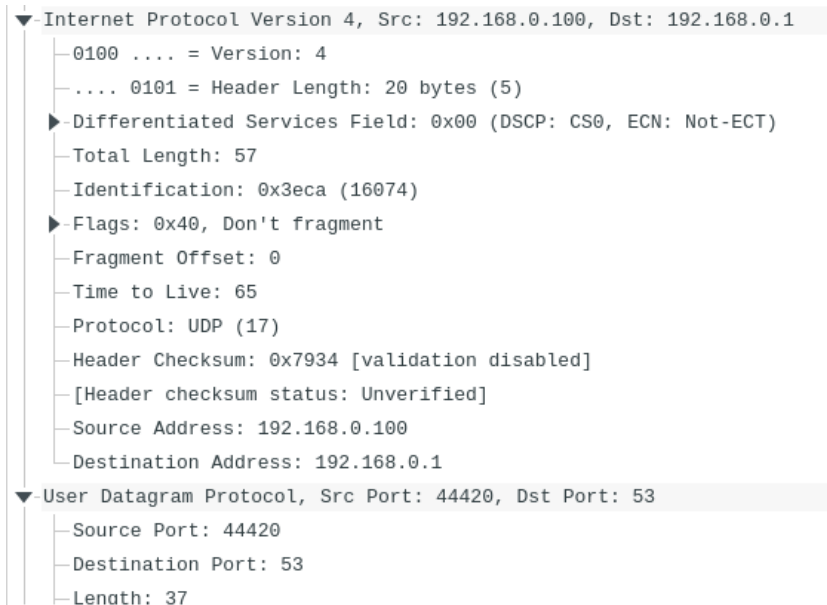 Internet Protocol Version 4, Src: 192.168.0.100, Dst: 192.168.0.1
0100 .... = Version: 4
.... 0101 = Header Length: 20 bytes (5)
Differentiated Services Field: 0x00 (DSCP: CS0, ECN: Not-ECT)
Total Length: 57
Identification: 0x3eca (16074)
Flags: 0x40, Don't fragment
Fragment Offset: 0
Time to Live: 65
Protocol: UDP (17)
Header Checksum: 0x7934 [validation disabled]
[Header checksum status: Unverified]
Source Address: 192.168.0.100
Destination Address: 192.168.0.1
User Datagram Protocol, Src Port: 44420, Dst Port: 53
Source Port: 44420
Destination Port: 53
Length: 37